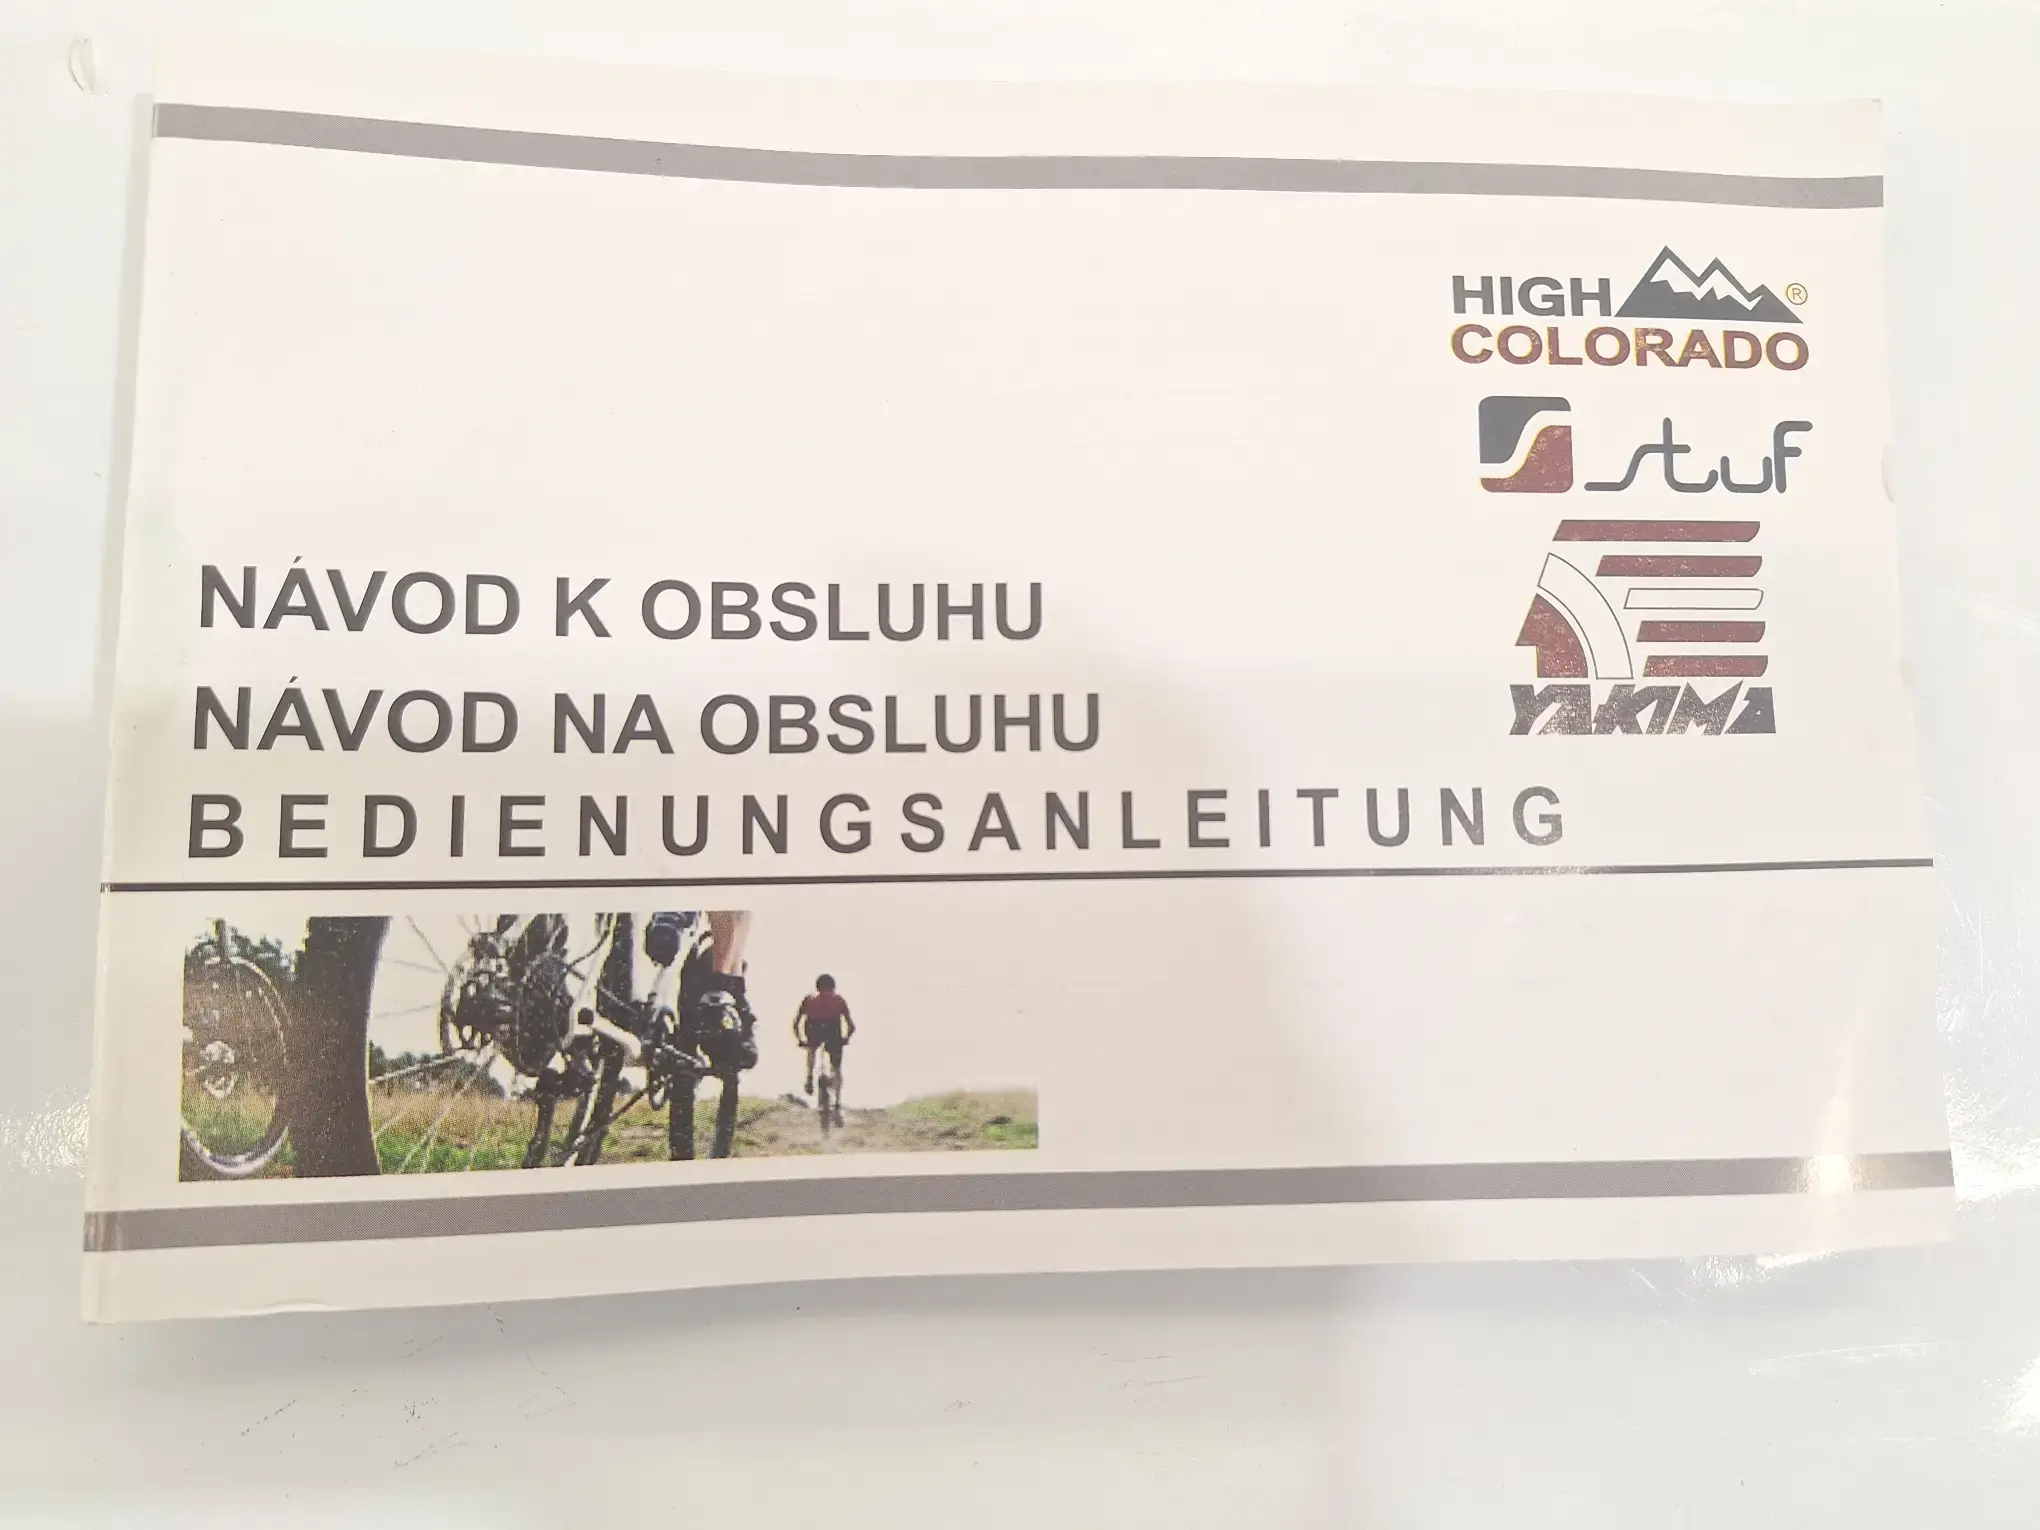 HIGH ®
COLORADO
stuf
YAKIMA
NÁVOD K OBSLUHU
NÁVOD NA OBSLUHU
BEDIENUNGSANLEITUNG